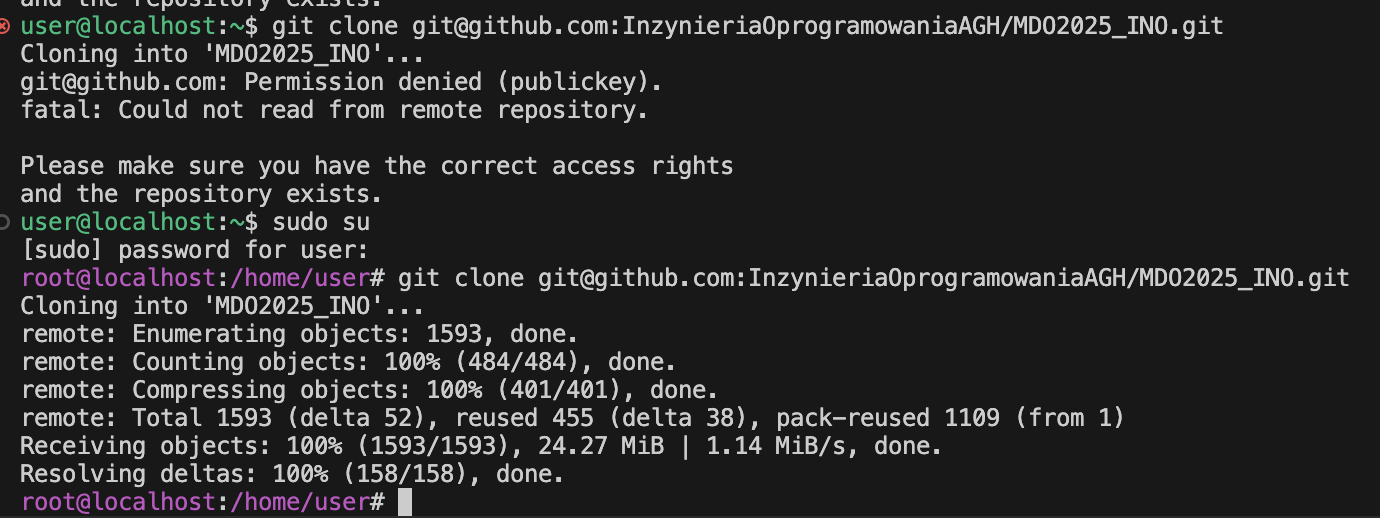 and the repository exists.
user@localhost:~$ git clone git@github.com:InzynieriaOprogramowaniaAGH/MDO2025_INO.git
Cloning into 'MDO2025_INO'...
git@github.com: Permission denied (publickey).
fatal: Could not read from remote repository.

Please make sure you have the correct access rights
and the repository exists.
user@localhost:~$ sudo su
[sudo] password for user:
root@localhost:/home/user# git clone git@github.com:InzynieriaOprogramowaniaAGH/MDO2025_INO.git
Cloning into 'MDO2025_INO'...
remote: Enumerating objects: 1593, done.
remote: Counting objects: 100% (484/484), done.
remote: Compressing objects: 100% (401/401), done.
remote: Total 1593 (delta 52), reused 455 (delta 38), pack-reused 1109 (from 1)
Receiving objects: 100% (1593/1593), 24.27 MiB | 1.14 MiB/s, done.
Resolving deltas: 100% (158/158), done.
root@localhost:/home/user#